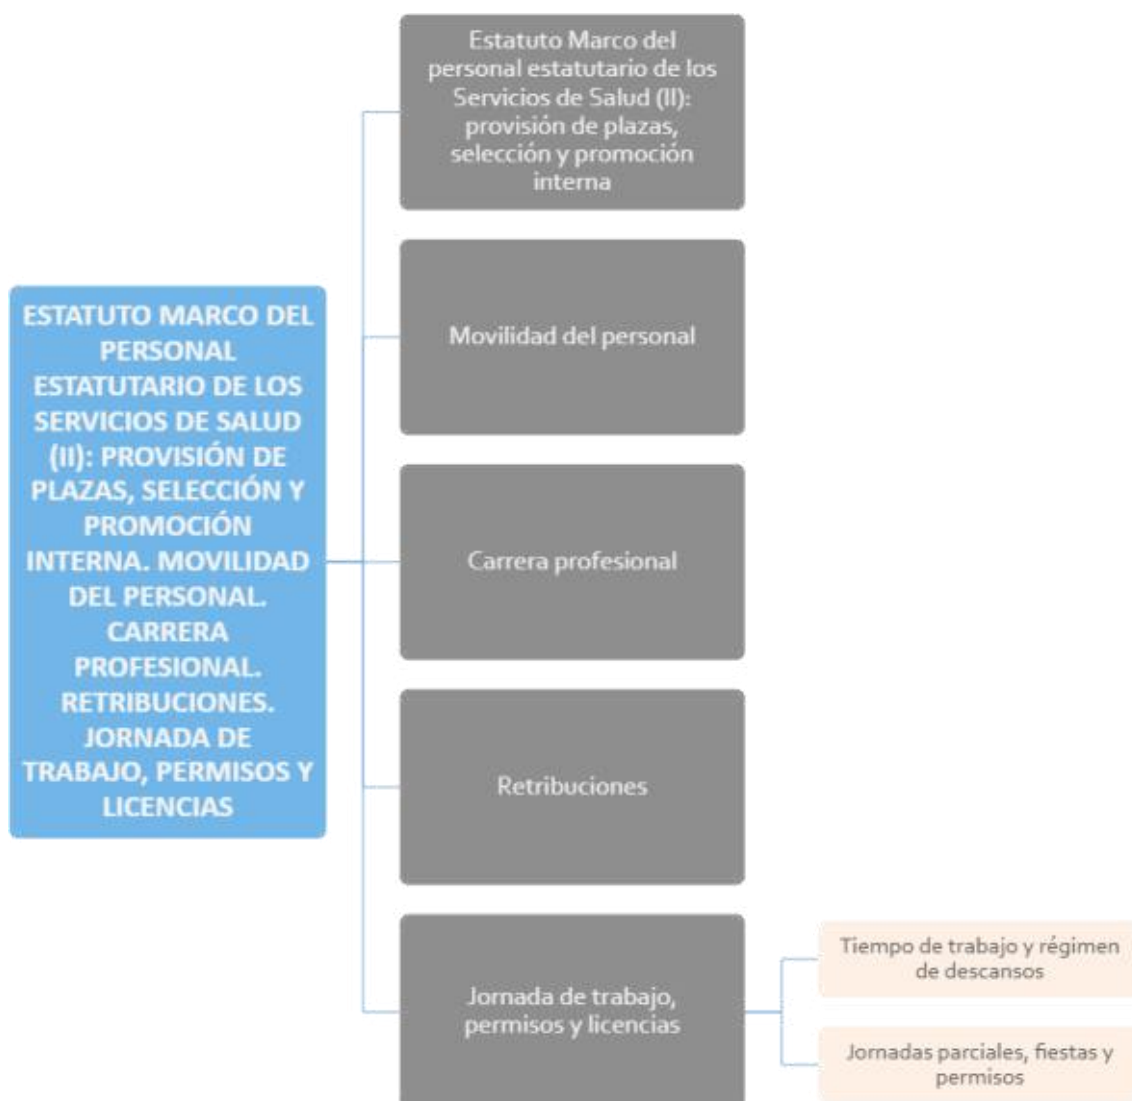 ESTATUTO MARCO DEL
PERSONAL
ESTATUTARIO DE LOS
SERVICIOS DE SALUD
(II): PROVISIÓN DE
PLAZAS, SELECCIÓN Y
PROMOCIÓN
INTERNA. MOVILIDAD
DEL PERSONAL.
CARRERA
PROFESIONAL.
RETRIBUCIONES.
JORNADA DE
TRABAJO, PERMISOS Y
LICENCIAS
Estatuto Marco del
personal estatutario de los
Servicios de Salud (II):
provisión de plazas,
selección y promoción
interna
Movilidad del personal
Carrera profesional
Retribuciones
Jornada de trabajo,
permisos y licencias
Tiempo de trabajo y régimen
de descansos
Jornadas parciales, fiestas y
permisos